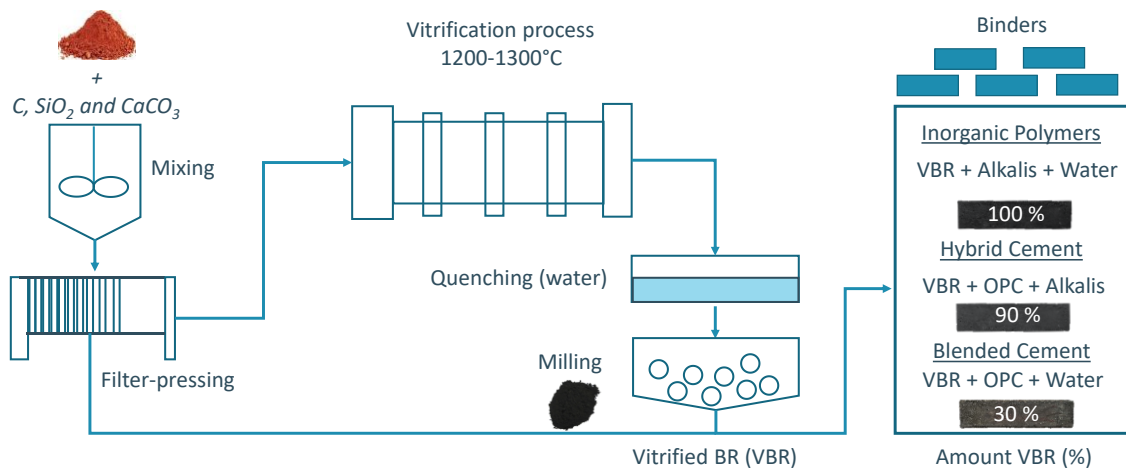 Vitrification process
1200-1300°C
Binders
+
C, SiO₂ and CaCO₃
Mixing
Filter-pressing
Quenching (water)
Milling
Vitrified BR (VBR)
Inorganic Polymers
VBR + Alkalis + Water
100 %
Hybrid Cement
VBR + OPC + Alkalis
90 %
Blended Cement
VBR + OPC + Water
30 %
Amount VBR (%)